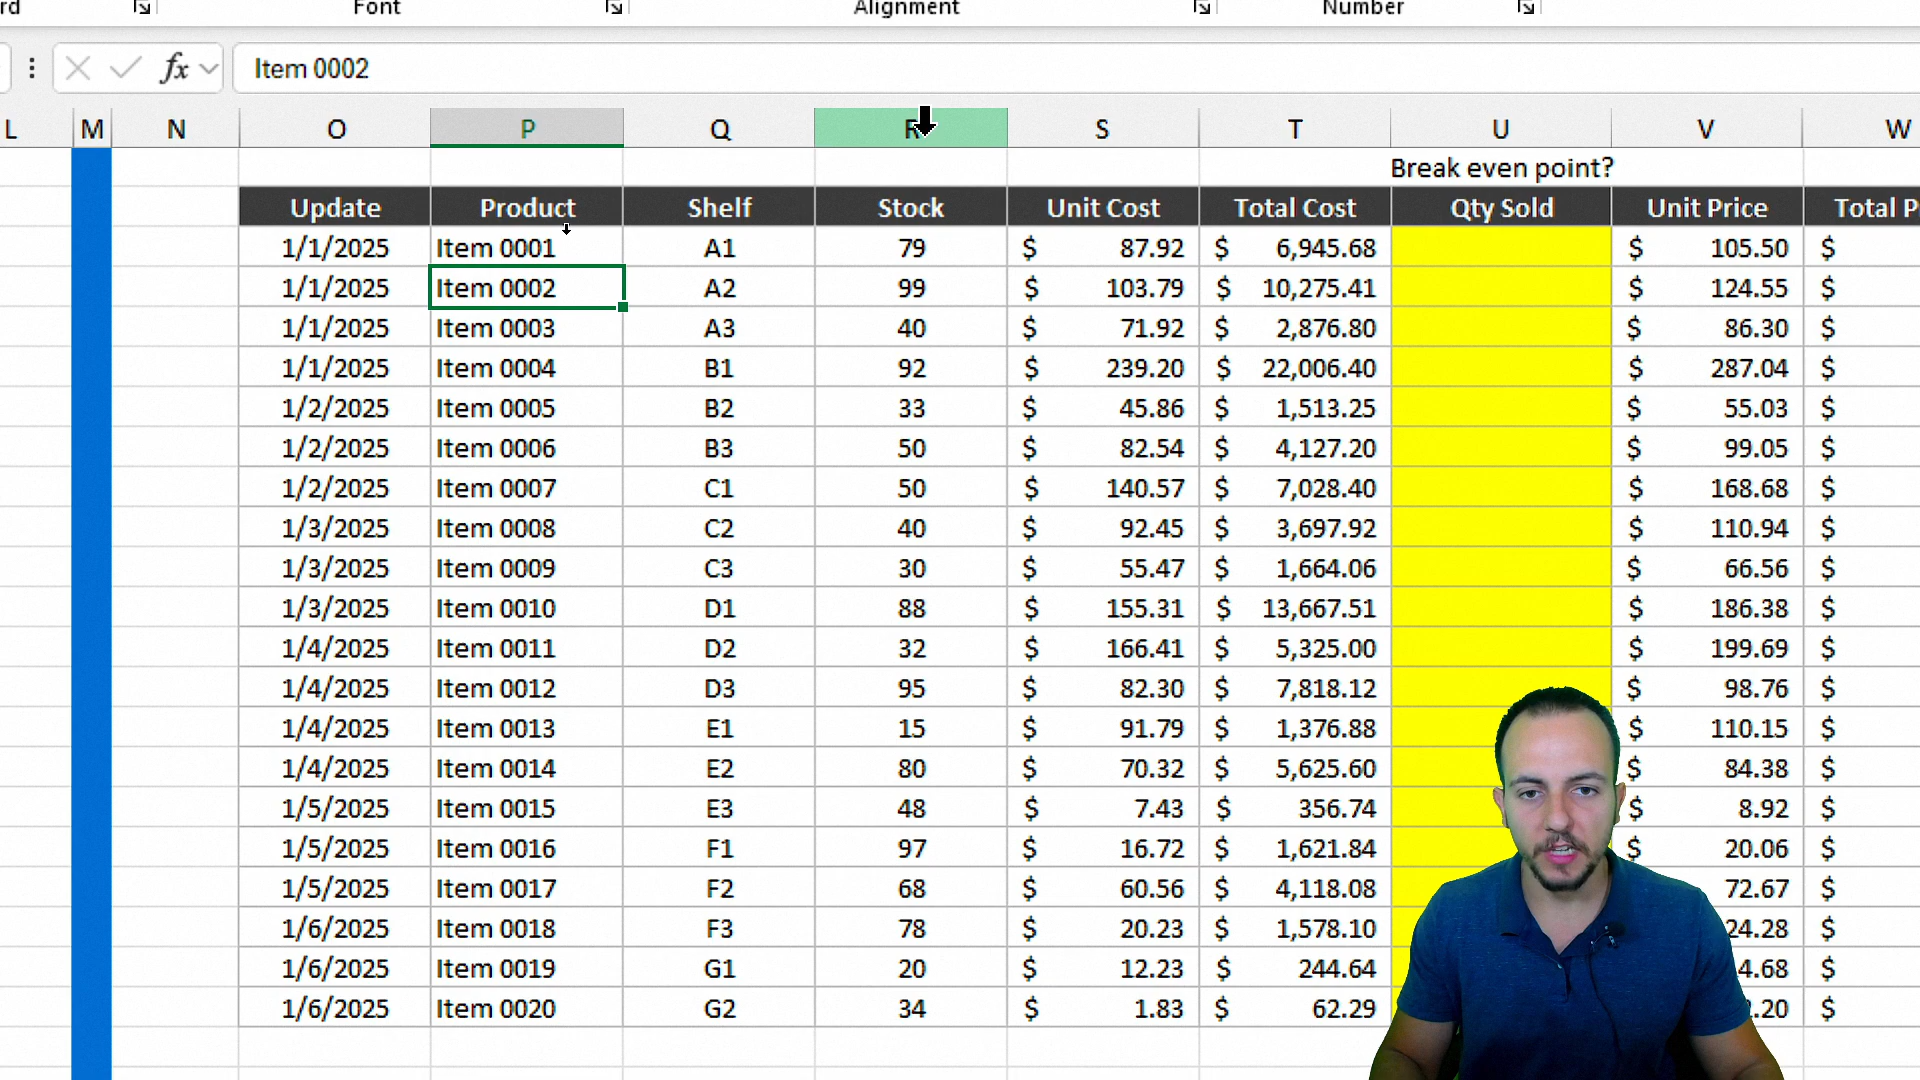 rd Font Alignment Number
fx Item 0002
L M N O P Q R S T U V W
Break even point?
Update Product Shelf Stock Unit Cost Total Cost Qty Sold Unit Price Total P
1/1/2025 Item 0001 A1 79 $ 87.92 $ 6,945.68 $ 105.50 $
1/1/2025 Item 0002 A2 99 $ 103.79 $ 10,275.41 $ 124.55 $
1/1/2025 Item 0003 A3 40 $ 71.92 $ 2,876.80 $ 86.30 $
1/1/2025 Item 0004 B1 92 $ 239.20 $ 22,006.40 $ 287.04 $
1/2/2025 Item 0005 B2 33 $ 45.86 $ 1,513.25 $ 55.03 $
1/2/2025 Item 0006 B3 50 $ 82.54 $ 4,127.20 $ 99.05 $
1/2/2025 Item 0007 C1 50 $ 140.57 $ 7,028.40 $ 168.68 $
1/3/2025 Item 0008 C2 40 $ 92.45 $ 3,697.92 $ 110.94 $
1/3/2025 Item 0009 C3 30 $ 55.47 $ 1,664.06 $ 66.56 $
1/3/2025 Item 0010 D1 88 $ 155.31 $ 13,667.51 $ 186.38 $
1/4/2025 Item 0011 D2 32 $ 166.41 $ 5,325.00 $ 199.69 $
1/4/2025 Item 0012 D3 95 $ 82.30 $ 7,818.12 $ 98.76 $
1/4/2025 Item 0013 E1 15 $ 91.79 $ 1,376.88 $ 110.15 $
1/4/2025 Item 0014 E2 80 $ 70.32 $ 5,625.60 $ 84.38 $
1/5/2025 Item 0015 E3 48 $ 7.43 $ 356.74 $ 8.92 $
1/5/2025 Item 0016 F1 97 $ 16.72 $ 1,621.84 $ 20.06 $
1/5/2025 Item 0017 F2 68 $ 60.56 $ 4,118.08 72.67 $
1/6/2025 Item 0018 F3 78 $ 20.23 $ 1,578.10 24.28 $
1/6/2025 Item 0019 G1 20 $ 12.23 $ 244.64 4.68 $
1/6/2025 Item 0020 G2 34 $ 1.83 $ 62.29 .20 $